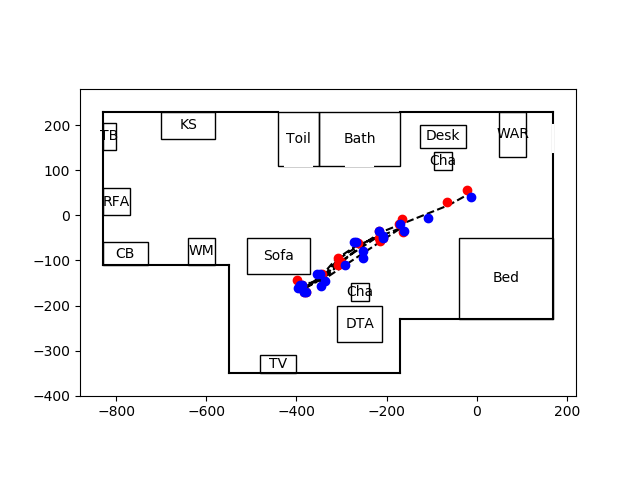 200
100
0
−100
−200
−300
−400
−800
−600
−400
−200
0
200
TB
KS
Toil
Bath
Desk
WAR
Cha
RFA
CB
WM
Sofa
Cha
Bed
DTA
TV